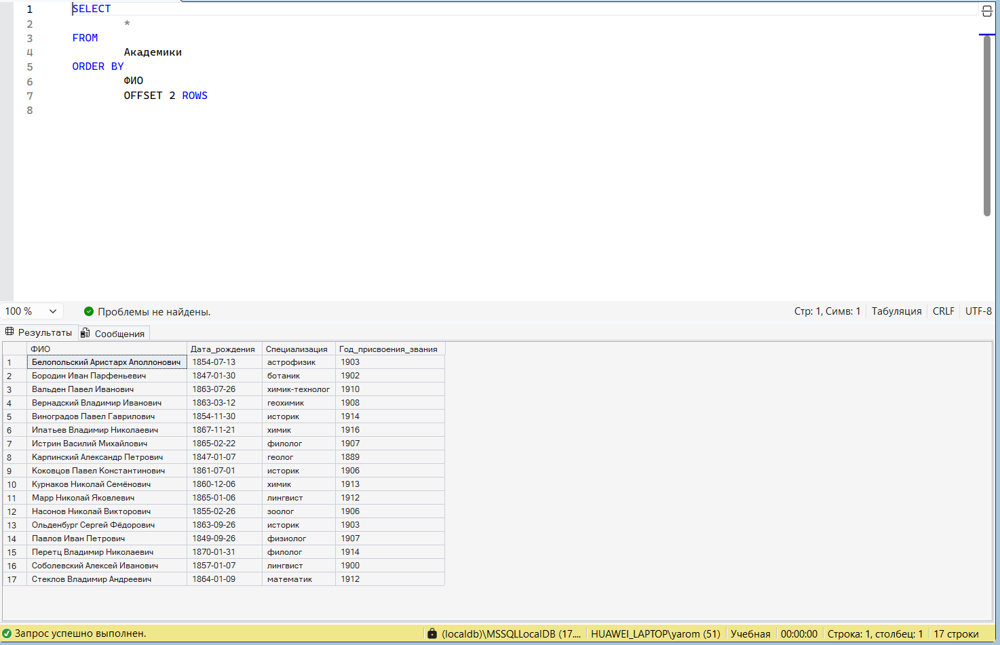 1 SELECT
2 *
3 FROM
4 Академики
5 ORDER BY
6 ФИО
7 OFFSET 2 ROWS
8
100 % Проблемы не найдены. Стр: 1, Симв: 1 Табуляция CRLF UTF-8
Результаты Сообщения
ФИО Дата_рождения Специализация Год_присвоения_звания
1 Белопольский Аристарх Аполлонович 1854-07-13 астрофизик 1903
2 Бородин Иван Парфеньевич 1847-01-30 ботаник 1902
3 Вальден Павел Иванович 1863-07-26 химик-технолог 1910
4 Вернадский Владимир Иванович 1863-03-12 геохимик 1908
5 Виноградов Павел Гаврилович 1854-11-30 историк 1914
6 Ипатьев Владимир Николаевич 1867-11-21 химик 1916
7 Истрин Василий Михайлович 1865-02-22 филолог 1907
8 Карпинский Александр Петрович 1847-01-07 геолог 1889
9 Коковцов Павел Константинович 1861-07-01 историк 1906
10 Курнаков Николай Семёнович 1860-12-06 химик 1913
11 Марр Николай Яковлевич 1865-01-06 лингвист 1912
12 Насонов Николай Викторович 1855-02-26 зоолог 1906
13 Ольденбург Сергей Фёдорович 1863-09-26 историк 1903
14 Павлов Иван Петрович 1849-09-26 физиолог 1907
15 Перетц Владимир Николаевич 1870-01-31 филолог 1914
16 Соболевский Алексей Иванович 1857-01-07 лингвист 1900
17 Стеклов Владимир Андреевич 1864-01-09 математик 1912
Запрос успешно выполнен. (localdb)\MSSQLLocalDB (17.... HUAWEI_LAPTOP\yarom (51) Учебная 00:00:00 Строка: 1, столбец: 1 17 строки